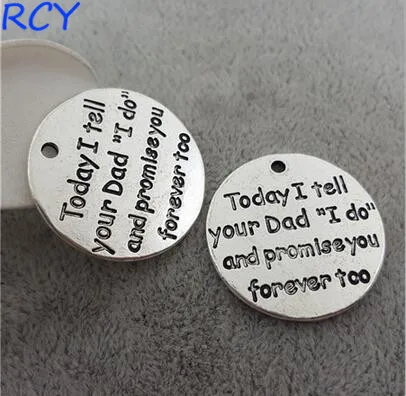 RCY
Today I tell
your Dad "I do"
and promise you
forever too
Today I tell
your Dad "I do"
and promise you
forever too